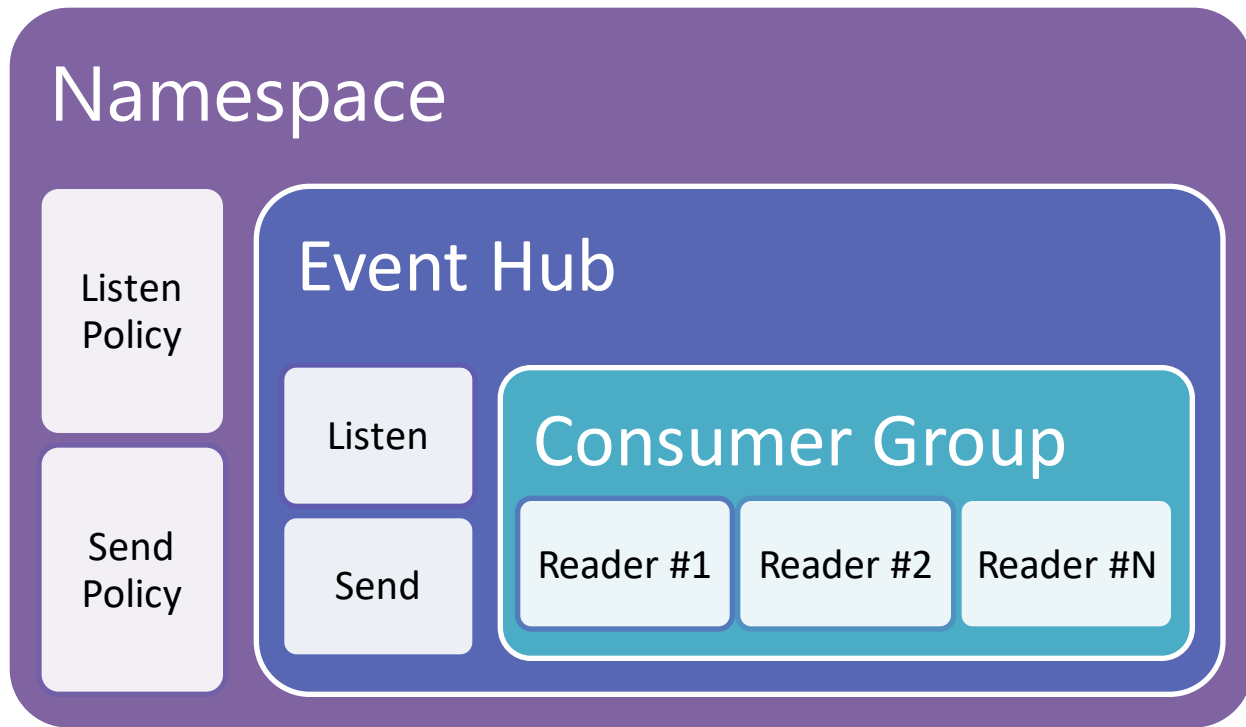 Namespace
Listen
Policy
Send
Policy
Event Hub
Listen
Send
Consumer Group
Reader #1
Reader #2
Reader #N